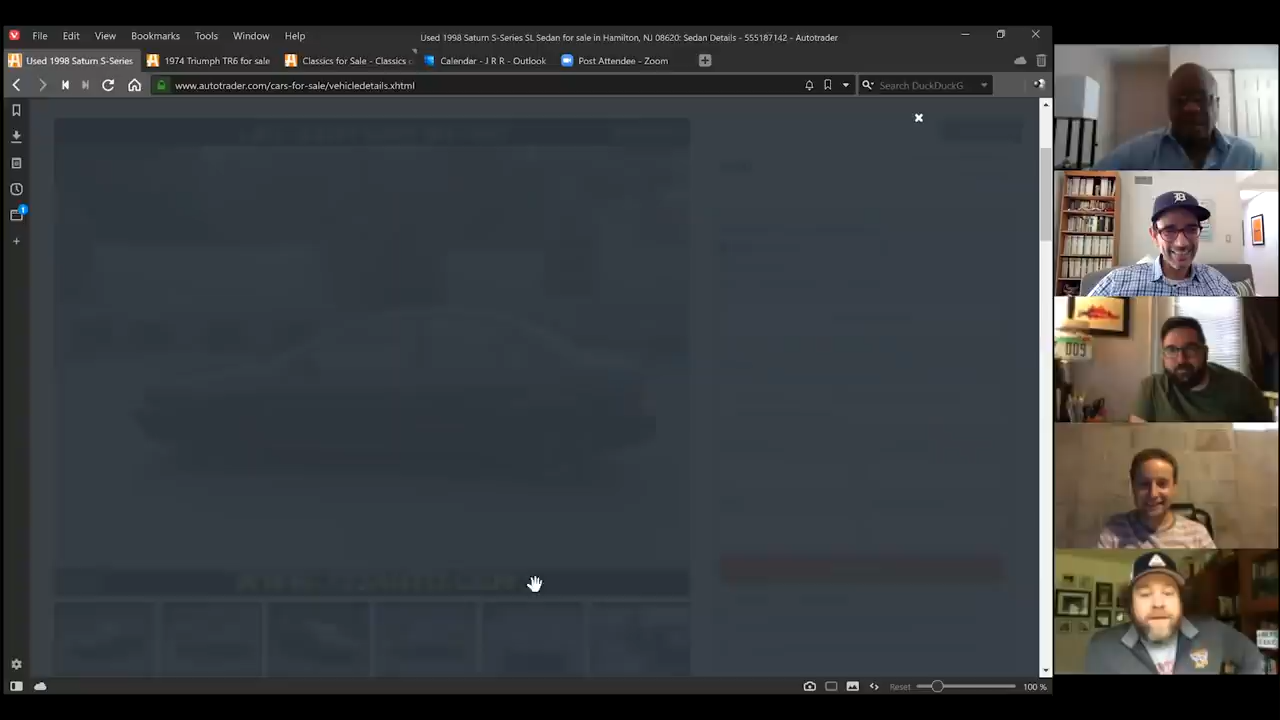 File Edit View Bookmarks Tools Window Help
Used 1998 Saturn S-Series SL Sedan for sale in Hamilton, NJ 08620: Sedan Details - 555187142 - Autotrader
Used 1998 Saturn S-Series
1974 Triumph TR6 for sale
Classics for Sale - Classics c
Calendar - J R R - Outlook
Post Attendee - Zoom
www.autotrader.com/cars-for-sale/vehicledetails.xhtml
Search DuckDuckG
1
D
009
Reset
100 %